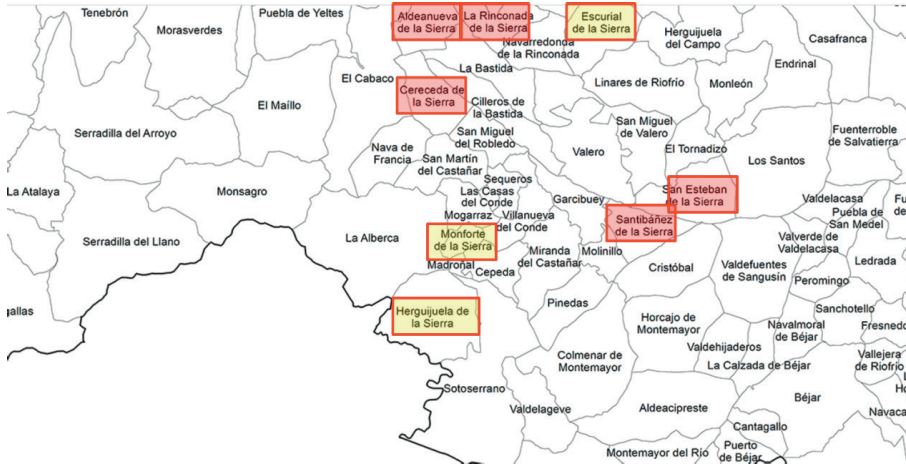 Tenebrón
Puebla de Yeltes
Aldeanueva
de la Sierra
La Rinconada
de la Sierra
Escurial
de la Sierra
Morasverdes
Navarredonda
de la Rinconada
Herguijuela
del Campo
Casafranca
Endrinal
La Bastida
El Cabaco
Cereceda de
la Sierra
Linares de Riofrío
Monleón
El Maíllo
Cilleros de
la Bastida
San Miguel
de Valero
Serradilla del Arroyo
San Miguel
del Robledo
Fuenterroble
de Salvatierra
Nava de
Francia
San Martín
del Castañar
Valero
El Tornadizo
Los Santos
La Atalaya
Monsagro
Sequeros
Las Casas
del Conde
Garcibuey
San Esteban
de la Sierra
Valdelacasa
Mogarraz
Villanueva
del Conde
Santibáñez
de la Sierra
Puebla de
San Medel
Serradilla del Llano
La Alberca
Monforte
de la Sierra
Miranda
del Castañar
Molinillo
Valverde de
Valdelacasa
Madroñal
Cepeda
Cristóbal
Valdefuentes
de Sangusín
Ledrada
Peromingo
gallas
Herguijuela de
la Sierra
Pinedas
Horcajo de
Montemayor
Sanchotello
Navalmoral
de Béjar
Fresnedo
Valdehijaderos
Colmenar de
Montemayor
La Calzada de Béjar
Vallejera
de Riofrío
Sotoserrano
Béjar
Valdelageve
Aldeacipreste
Navaca
Cantagallo
Montemayor del Río
Puerto
de Béjar